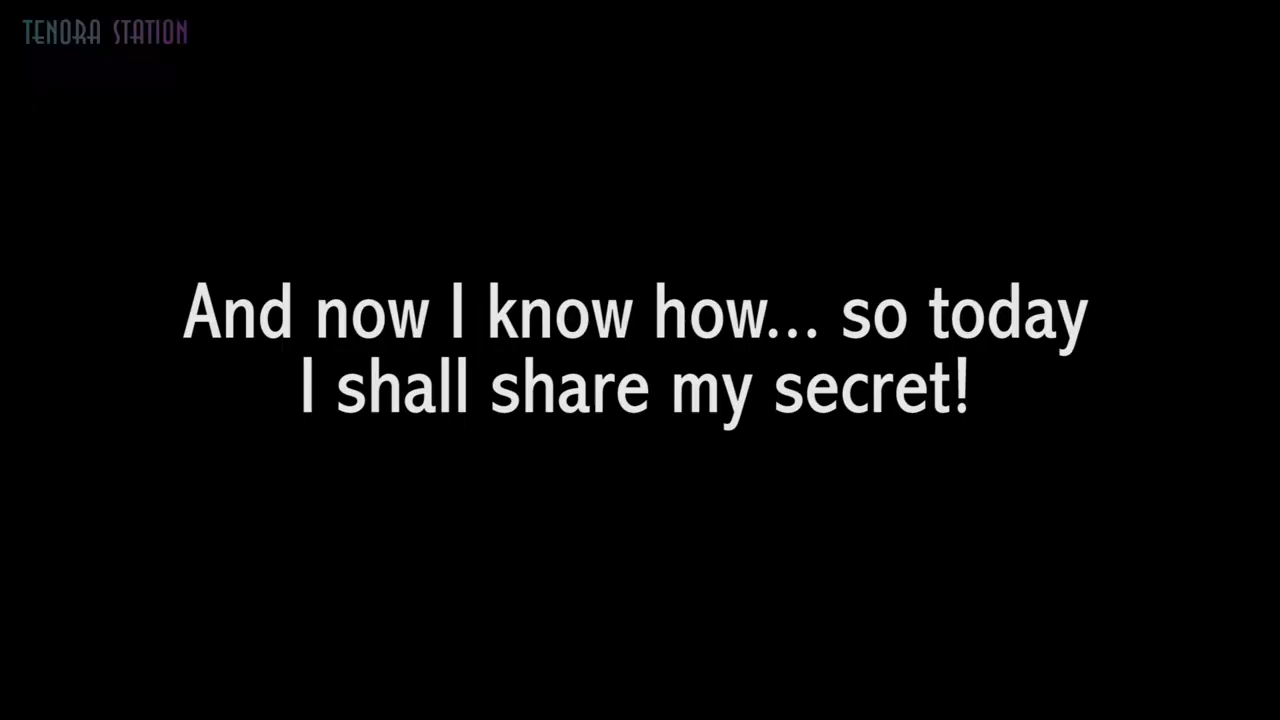 TENORA STATION
And now I know how... so today
I shall share my secret!